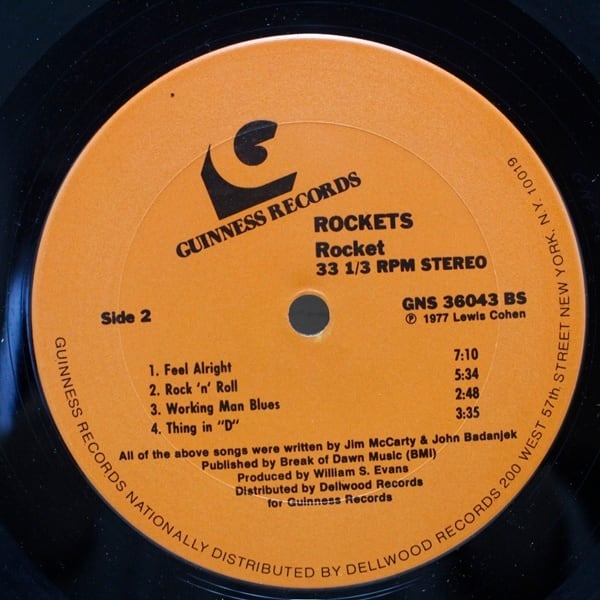 GUINNESS RECORDS
ROCKETS
Rocket
33 1/3 RPM STEREO
Side 2
GNS 36043 BS
℗ 1977 Lewis Cohen
1. Feel Alright 7:10
2. Rock 'n' Roll 5:34
3. Working Man Blues 2:48
4. Thing in "D" 3:35
All of the above songs were written by Jim McCarty & John Badanjek
Published by Break of Dawn Music (BMI)
Produced by William S. Evans
Distributed by Dellwood Records
for Guinness Records
GUINNESS RECORDS NATIONALLY DISTRIBUTED BY DELLWOOD RECORDS 200 WEST 57th. STREET NEW YORK, N.Y. 10019